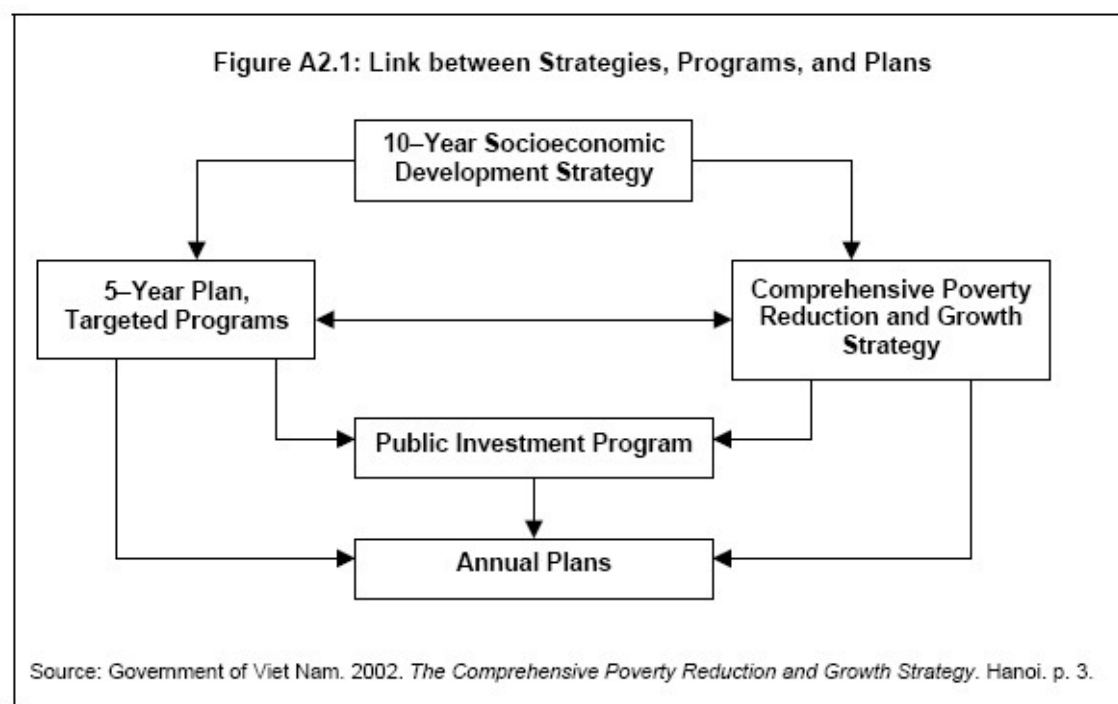 Figure A2.1: Link between Strategies, Programs, and Plans
10–Year Socioeconomic
Development Strategy
5–Year Plan,
Targeted Programs
Comprehensive Poverty
Reduction and Growth
Strategy
Public Investment Program
Annual Plans
Source: Government of Viet Nam. 2002. The Comprehensive Poverty Reduction and Growth Strategy. Hanoi. p. 3.